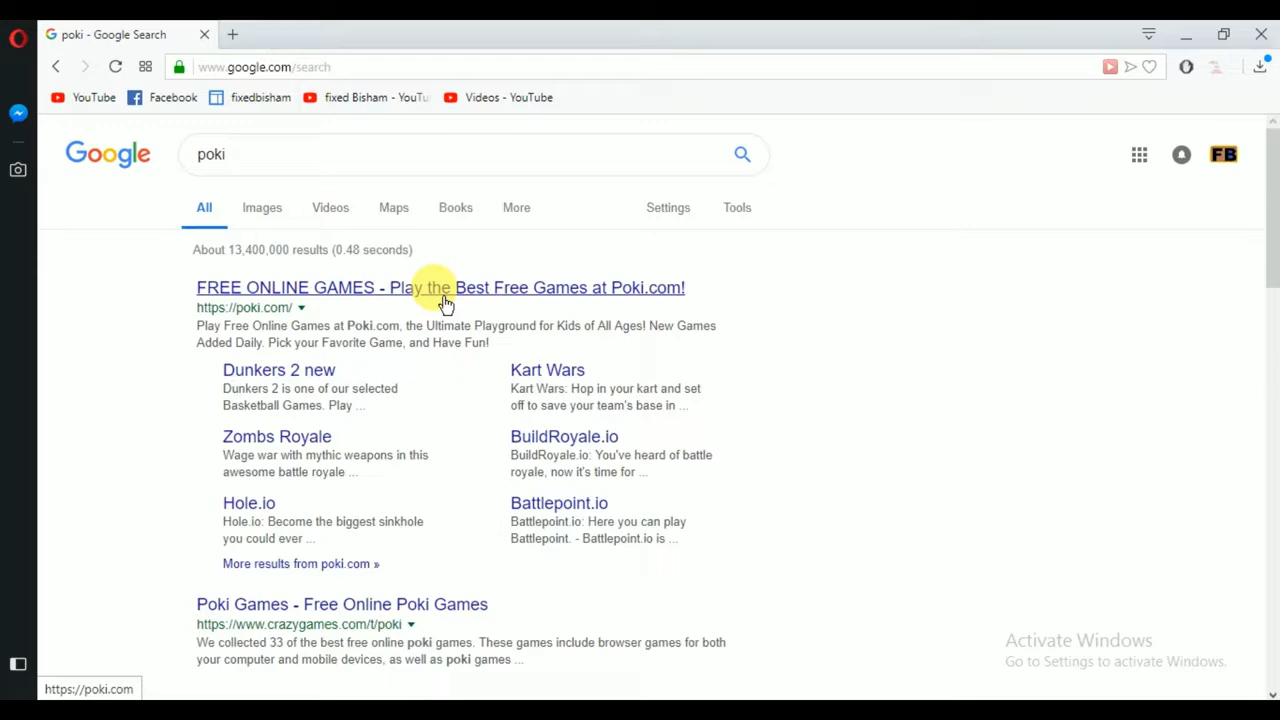 poki - Google Search
www.google.com/search
YouTube Facebook fixedbisham fixed Bisham - YouTu Videos - YouTube
Google poki FB
All Images Videos Maps Books More Settings Tools
About 13,400,000 results (0.48 seconds)
FREE ONLINE GAMES - Play the Best Free Games at Poki.com!
https://poki.com/
Play Free Online Games at Poki.com, the Ultimate Playground for Kids of All Ages! New Games
Added Daily. Pick your Favorite Game, and Have Fun!
Dunkers 2 new
Dunkers 2 is one of our selected
Basketball Games. Play ...
Kart Wars
Kart Wars: Hop in your kart and set
off to save your team's base in ...
Zombs Royale
Wage war with mythic weapons in this
awesome battle royale ...
BuildRoyale.io
BuildRoyale.io: You've heard of battle
royale, now it's time for ...
Hole.io
Hole.io: Become the biggest sinkhole
you could ever ...
Battlepoint.io
Battlepoint.io: Here you can play
Battlepoint. - Battlepoint.io is ...
More results from poki.com »
Poki Games - Free Online Poki Games
https://www.crazygames.com/t/poki
We collected 33 of the best free online poki games. These games include browser games for both
your computer and mobile devices, as well as poki games ...
Activate Windows
Go to Settings to activate Windows.
https://poki.com